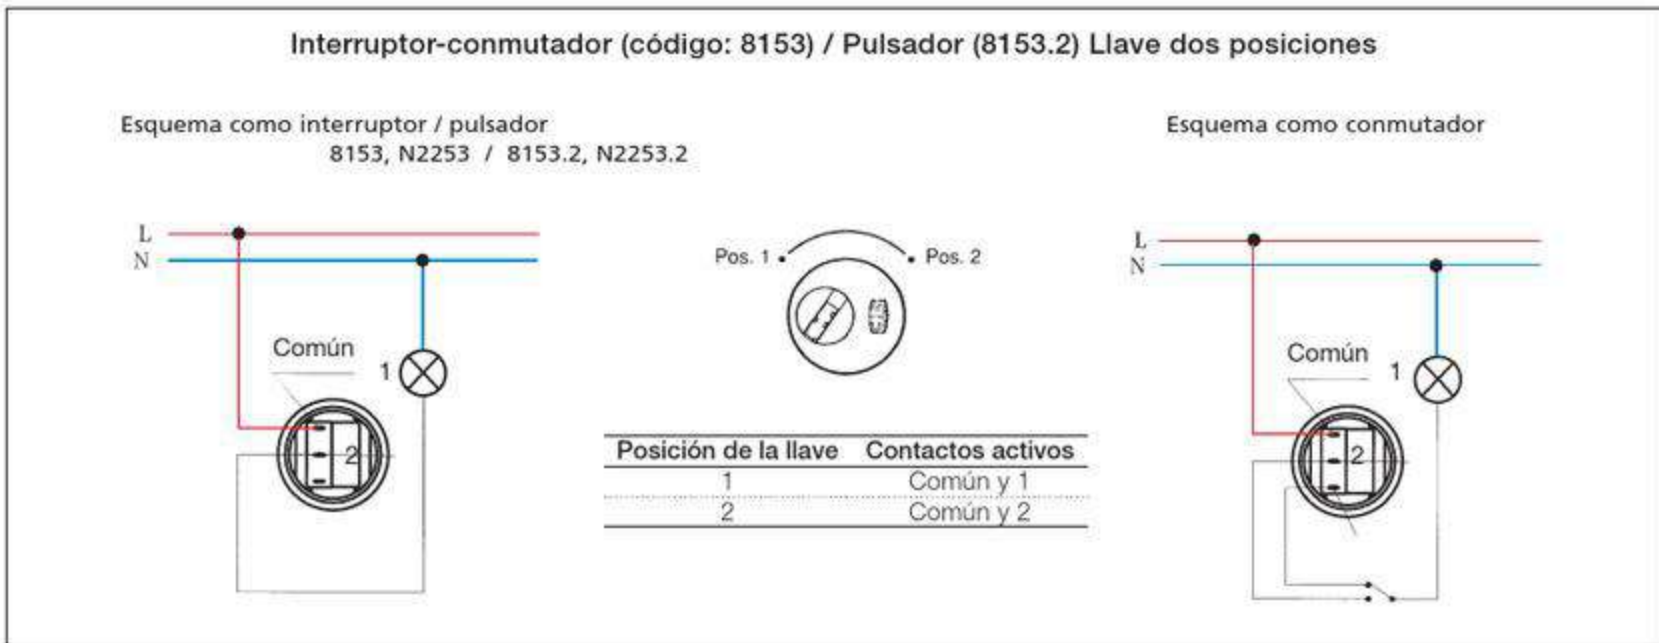 Interruptor-conmutador (código: 8153) / Pulsador (8153.2) Llave dos posiciones
Esquema como interruptor / pulsador
8153, N2253 / 8153.2, N2253.2
L
N
Común
1
2
Pos. 1
Pos. 2
Posición de la llave Contactos activos
1 Común y 1
2 Común y 2
Esquema como conmutador
L
N
Común
1
2